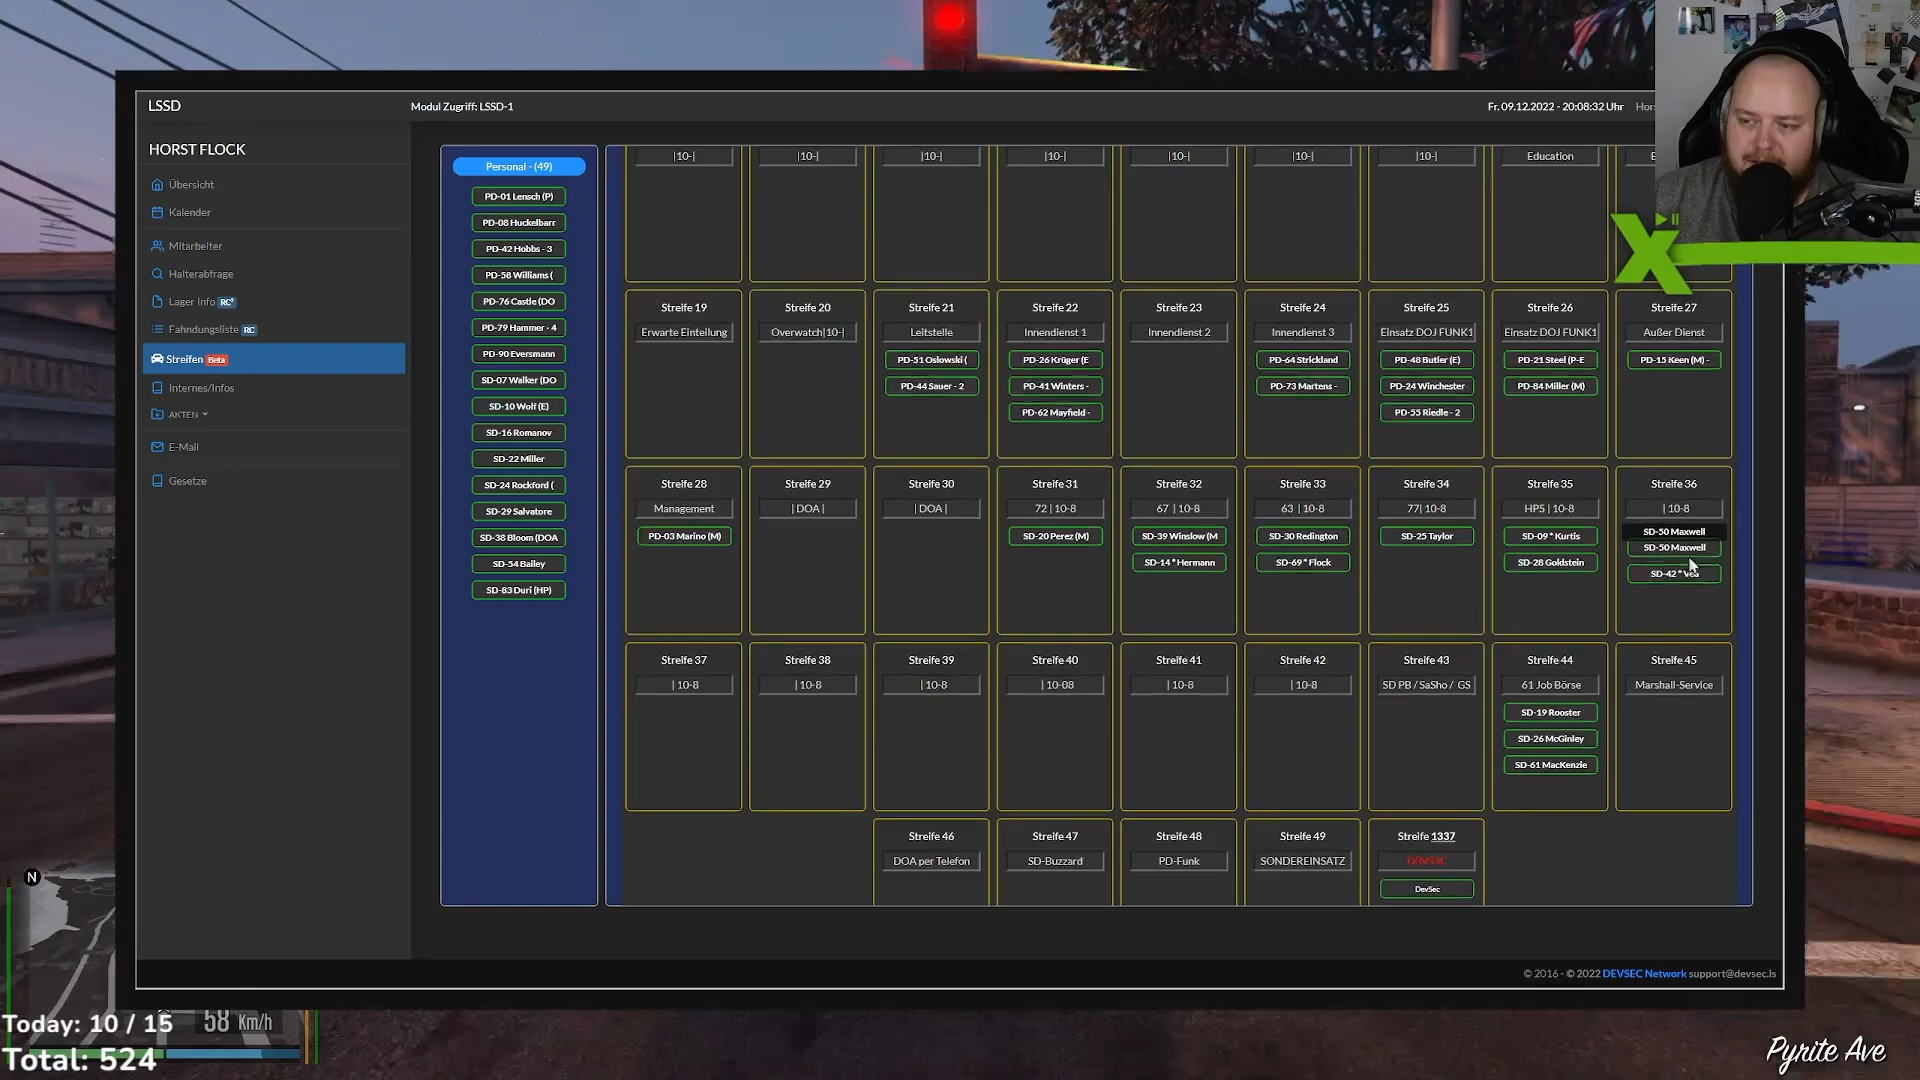 LSSD
Modul Zugriff: LSSD-1
Fr. 09.12.2022 - 20:08:32 Uhr
HORST FLOCK
Übersicht
Kalender
Mitarbeiter
Halterabfrage
Lager Info RC*
Fahndungsliste RC
Streifen Beta
Internes/Infos
AKTEN
E-Mail
Gesetze
Personal - (49)
PD-01 Lensch (P)
PD-08 Huckelbarr
PD-42 Hobbs - 3
PD-58 Williams (
PD-76 Castle (DO
PD-79 Hammer - 4
PD-90 Eversmann
SD-07 Walker (DO
SD-10 Wolf (E)
SD-16 Romanov
SD-22 Miller
SD-24 Rockford (
SD-29 Salvatore
SD-38 Bloom (DOA
SD-54 Bailey
SD-83 Duri (HP)
|10-| |10-| |10-| |10-| |10-| |10-| |10-| Education
Streife 19
Erwarte Einteilung
Streife 20
Overwatch|10-|
Streife 21
Leitstelle
PD-51 Oslowski (
PD-44 Sauer - 2
Streife 22
Innendienst 1
PD-26 Krüger (E
PD-41 Winters -
PD-62 Mayfield -
Streife 23
Innendienst 2
Streife 24
Innendienst 3
PD-64 Strickland
PD-73 Martens -
Streife 25
Einsatz DOJ FUNK1
PD-48 Butler (E)
PD-24 Winchester
PD-55 Riedle - 2
Streife 26
Einsatz DOJ FUNK1
PD-21 Steel (P-E
PD-84 Miller (M)
Streife 27
Außer Dienst
PD-15 Keen (M) -
Streife 28
Management
PD-03 Marino (M)
Streife 29
| DOA |
Streife 30
| DOA |
Streife 31
72 | 10-8
SD-20 Perez (M)
Streife 32
67 | 10-8
SD-39 Winslow (M
SD-14 * Hermann
Streife 33
63 | 10-8
SD-30 Redington
SD-69 * Flock
Streife 34
77| 10-8
SD-25 Taylor
Streife 35
HP5 | 10-8
SD-09 * Kurtis
SD-28 Goldstein
Streife 36
| 10-8
SD-50 Maxwell
SD-50 Maxwell
SD-42 *
Streife 37
| 10-8
Streife 38
| 10-8
Streife 39
| 10-8
Streife 40
| 10-08
Streife 41
| 10-8
Streife 42
| 10-8
Streife 43
SD PB / SaSho / GS
Streife 44
61 Job Börse
SD-19 Rooster
SD-26 McGinley
SD-61 MacKenzie
Streife 45
Marshall-Service
Streife 46
DOA per Telefon
Streife 47
SD-Buzzard
Streife 48
PD-Funk
Streife 49
SONDEREINSATZ
Streife 1337
DevSec
© 2016 - © 2022 DEVSEC Network support@devsec.ls
N
58 Km/h
Today: 10 / 15
Total: 524
Pyrite Ave
X